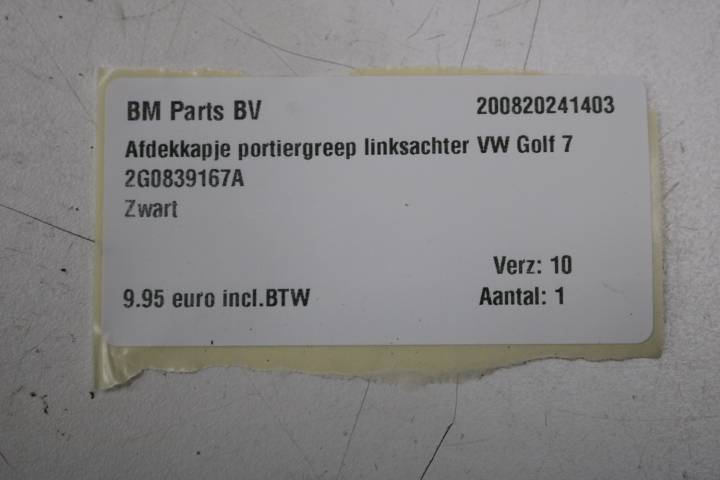 BM Parts BV 200820241403
Afdekkapje portiergreep linksachter VW Golf 7
2G0839167A
Zwart
Verz: 10
9.95 euro incl.BTW Aantal: 1